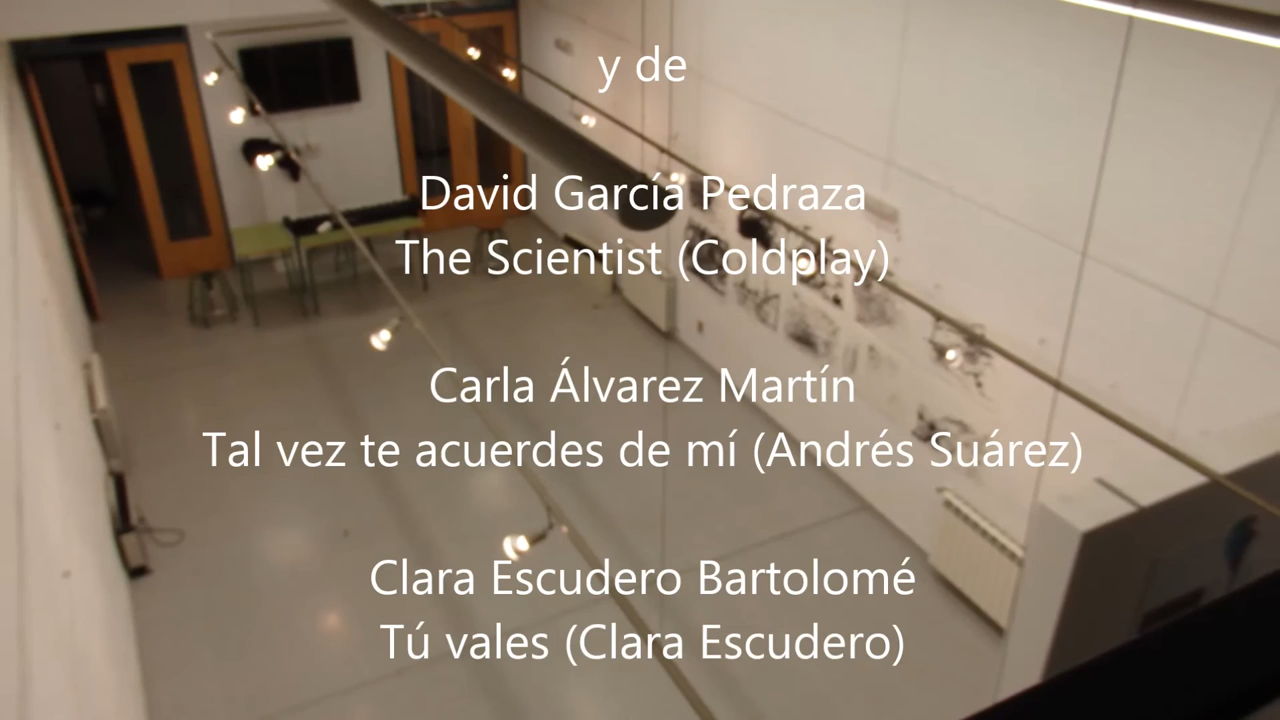 y de
David García Pedraza
The Scientist (Coldplay)
Carla Álvarez Martín
Tal vez te acuerdes de mí (Andrés Suárez)
Clara Escudero Bartolomé
Tú vales (Clara Escudero)